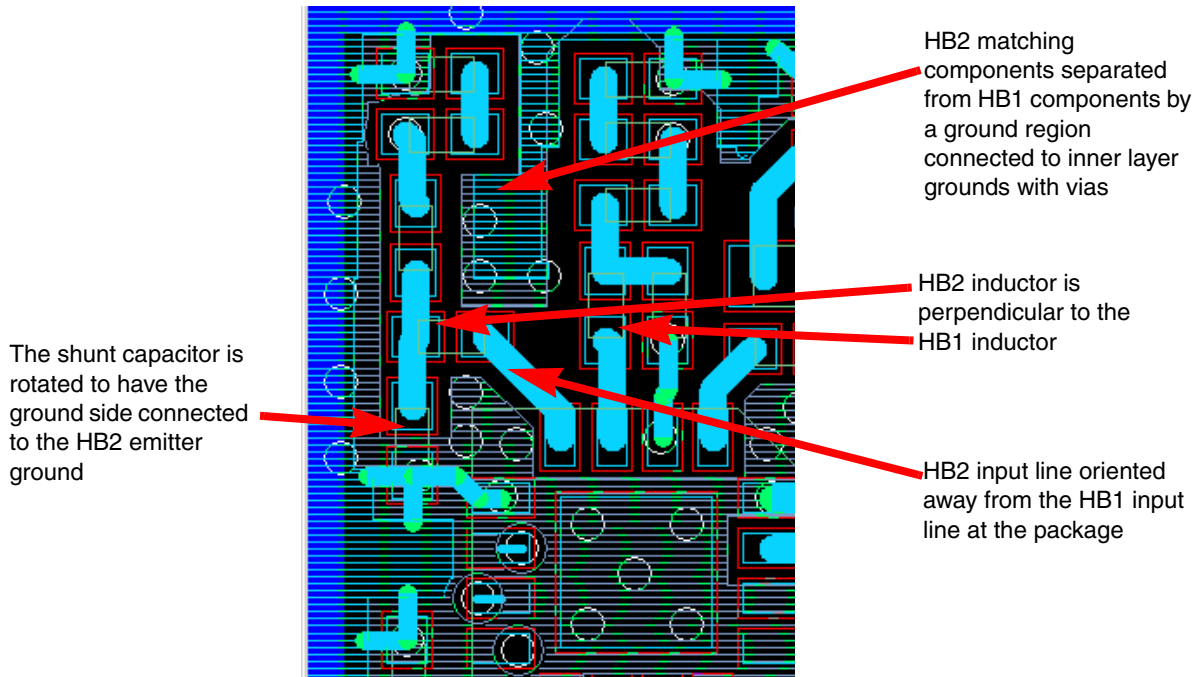 HB2 matching
components separated
from HB1 components by
a ground region
connected to inner layer
grounds with vias
HB2 inductor is
perpendicular to the
HB1 inductor
The shunt capacitor is
rotated to have the
ground side connected
to the HB2 emitter
ground
HB2 input line oriented
away from the HB1 input
line at the package